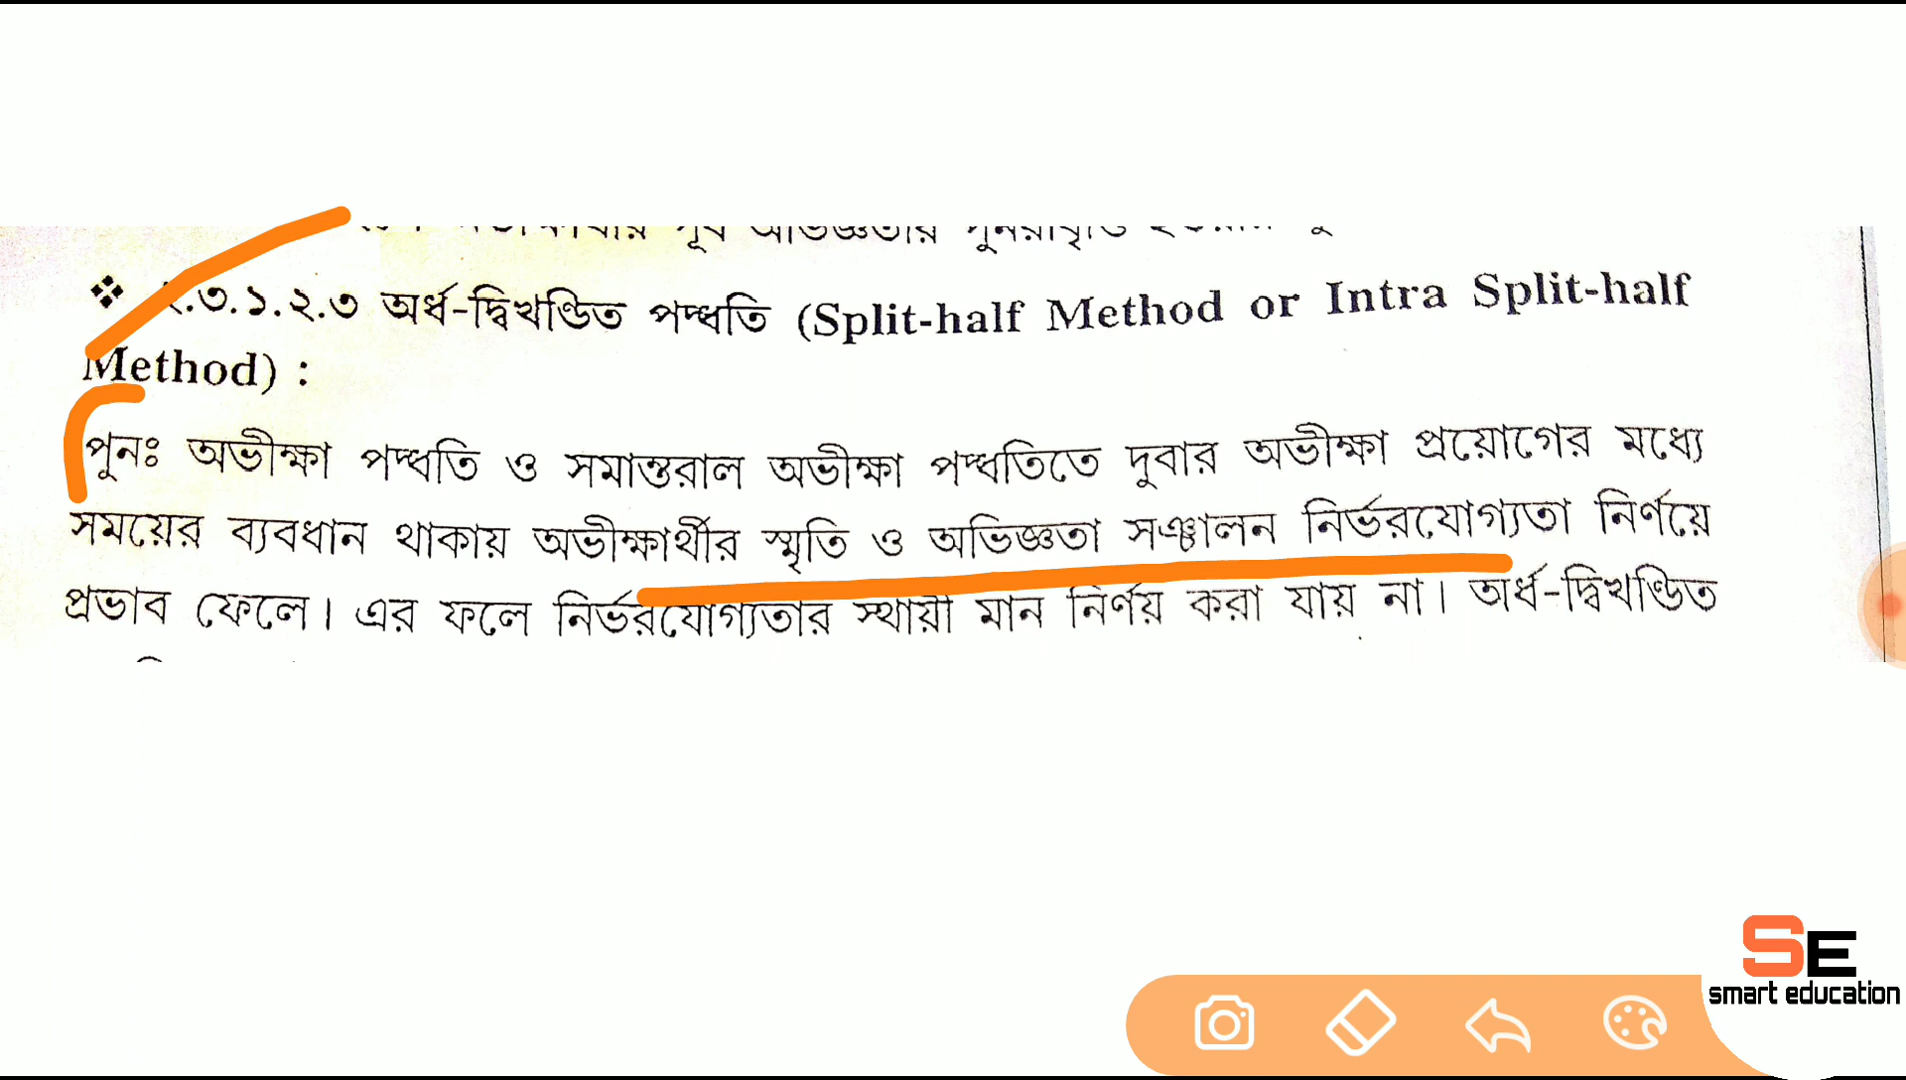 ২.৩.১.২.৩ অর্ধ-দ্বিখণ্ডিত পদ্ধতি (Split-half Method or Intra Split-half
Method) :
পুনঃ অভীক্ষা পদ্ধতি ও সমান্তরাল অভীক্ষা পদ্ধতিতে দুবার অভীক্ষা প্রয়োগের মধ্যে
সময়ের ব্যবধান থাকায় অভীক্ষার্থীর স্মৃতি ও অভিজ্ঞতা সঞ্চালন নির্ভরযোগ্যতা নির্ণয়ে
প্রভাব ফেলে। এর ফলে নির্ভরযোগ্যতার স্থায়ী মান নির্ণয় করা যায় না। অর্ধ-দ্বিখণ্ডিত
SE
smart education